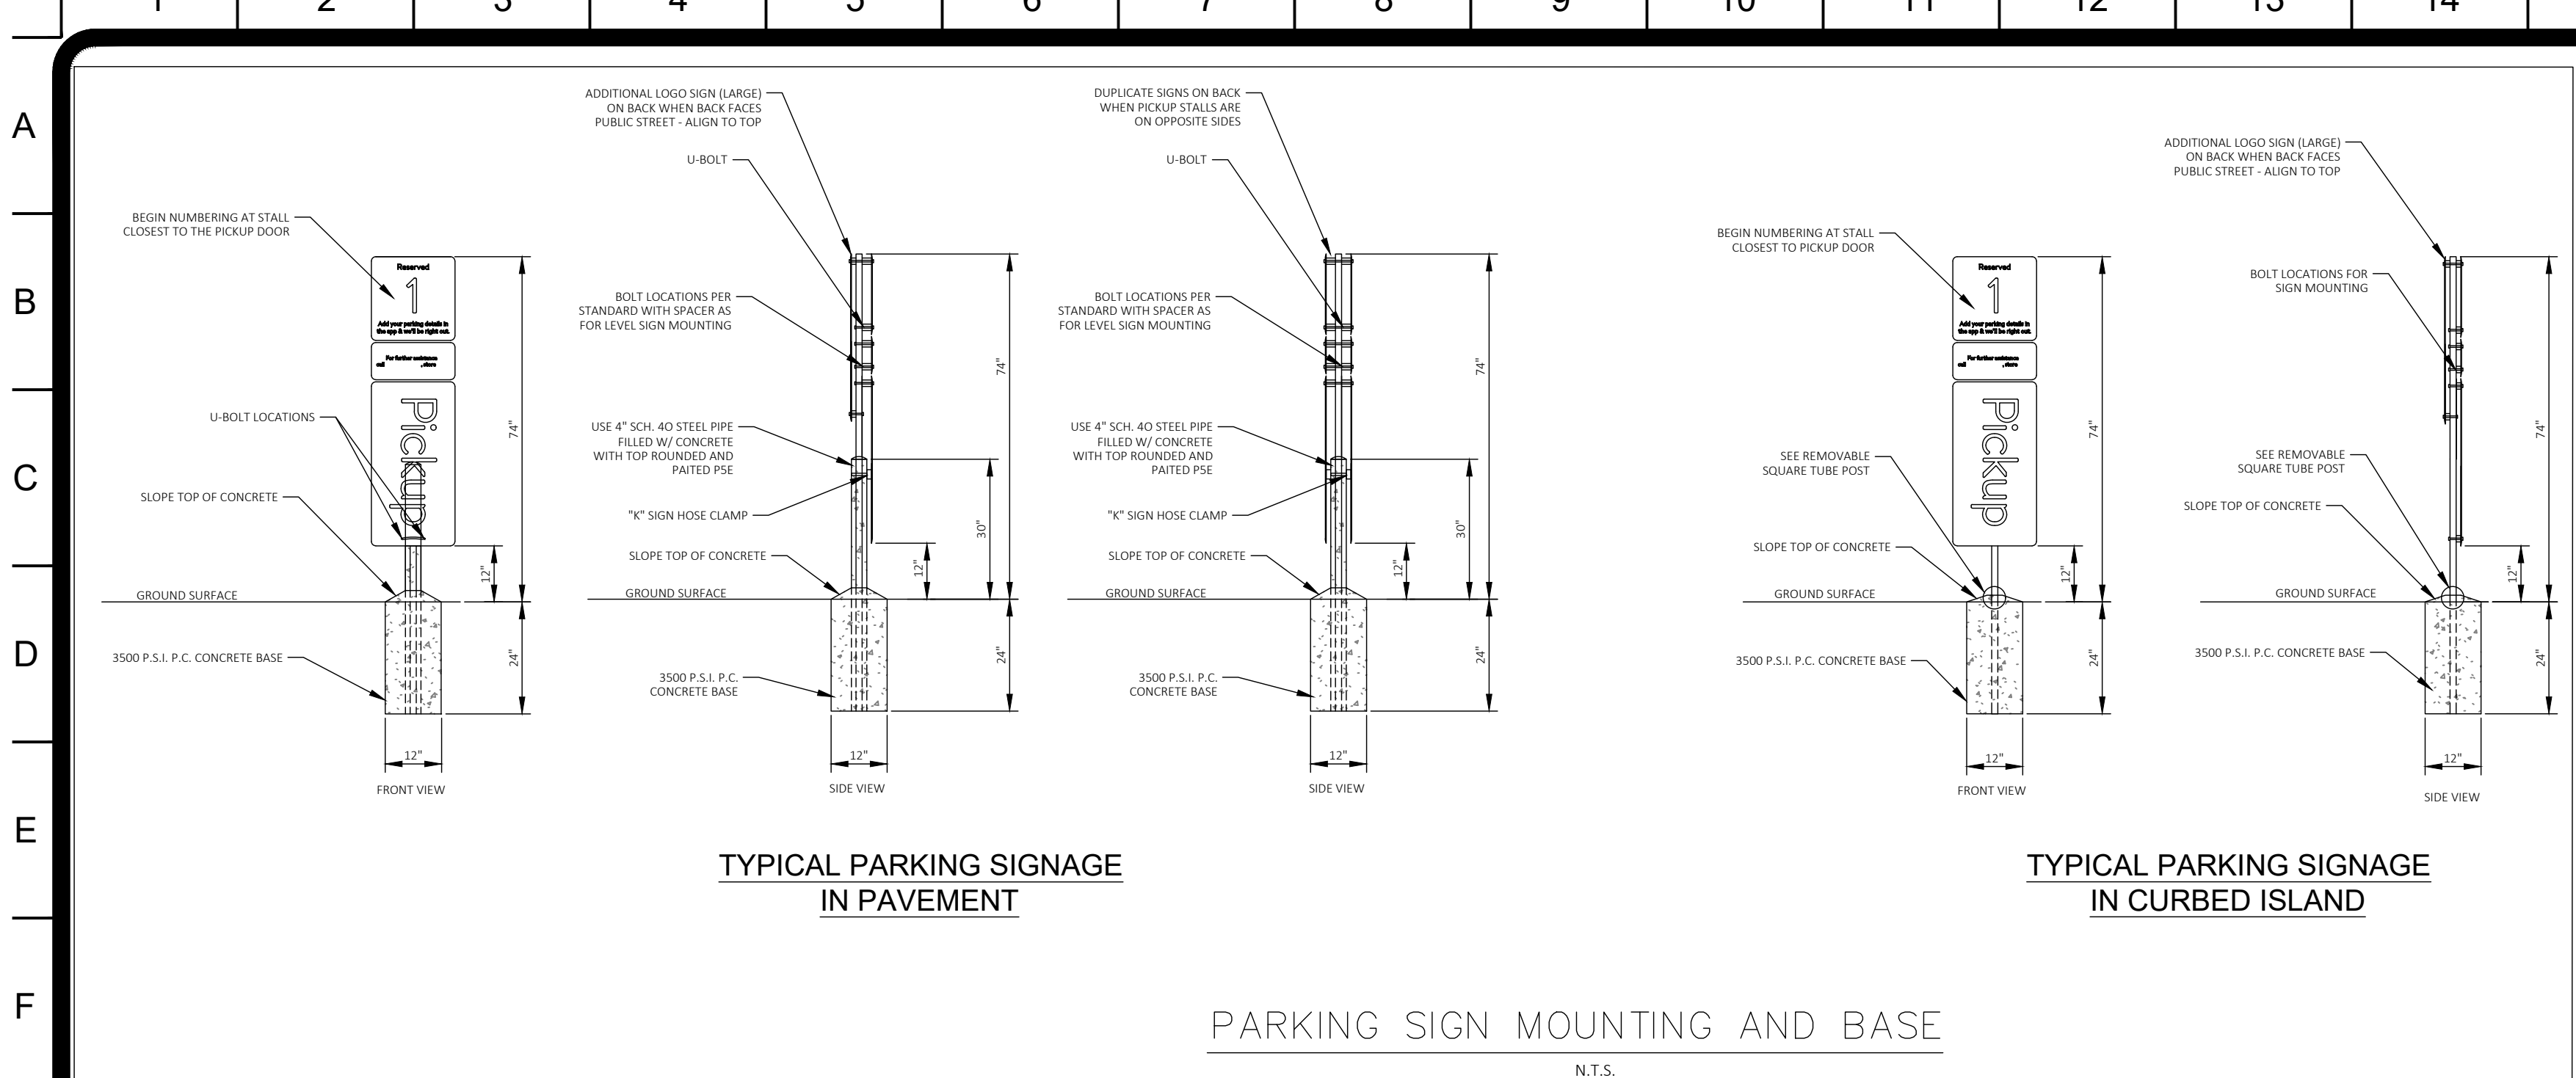 1 2 3 4 5 6 7 8 9 10 11 12 13 14
A
B
C
D
E
F
BEGIN NUMBERING AT STALL
CLOSEST TO THE PICKUP DOOR
Reserved
1
Add your parking details in
the app & we'll be right out.
For further assistance
call , store
Pickup
U-BOLT LOCATIONS
SLOPE TOP OF CONCRETE
GROUND SURFACE
3500 P.S.I. P.C. CONCRETE BASE
74"
12"
24"
12"
FRONT VIEW
ADDITIONAL LOGO SIGN (LARGE)
ON BACK WHEN BACK FACES
PUBLIC STREET - ALIGN TO TOP
U-BOLT
BOLT LOCATIONS PER
STANDARD WITH SPACER AS
FOR LEVEL SIGN MOUNTING
USE 4" SCH. 4O STEEL PIPE
FILLED W/ CONCRETE
WITH TOP ROUNDED AND
PAITED P5E
"K" SIGN HOSE CLAMP
SLOPE TOP OF CONCRETE
GROUND SURFACE
3500 P.S.I. P.C.
CONCRETE BASE
74"
30"
12"
24"
12"
SIDE VIEW
DUPLICATE SIGNS ON BACK
WHEN PICKUP STALLS ARE
ON OPPOSITE SIDES
U-BOLT
BOLT LOCATIONS PER
STANDARD WITH SPACER AS
FOR LEVEL SIGN MOUNTING
USE 4" SCH. 4O STEEL PIPE
FILLED W/ CONCRETE
WITH TOP ROUNDED AND
PAITED P5E
"K" SIGN HOSE CLAMP
SLOPE TOP OF CONCRETE
GROUND SURFACE
3500 P.S.I. P.C.
CONCRETE BASE
74"
30"
12"
24"
12"
SIDE VIEW
TYPICAL PARKING SIGNAGE
IN PAVEMENT
BEGIN NUMBERING AT STALL
CLOSEST TO PICKUP DOOR
Reserved
1
Add your parking details in
the app & we'll be right out.
For further assistance
call , store
Pickup
SEE REMOVABLE
SQUARE TUBE POST
SLOPE TOP OF CONCRETE
GROUND SURFACE
3500 P.S.I. P.C. CONCRETE BASE
74"
12"
24"
12"
FRONT VIEW
ADDITIONAL LOGO SIGN (LARGE)
ON BACK WHEN BACK FACES
PUBLIC STREET - ALIGN TO TOP
BOLT LOCATIONS FOR
SIGN MOUNTING
SEE REMOVABLE
SQUARE TUBE POST
SLOPE TOP OF CONCRETE
GROUND SURFACE
3500 P.S.I. P.C. CONCRETE BASE
74"
12"
24"
12"
SIDE VIEW
TYPICAL PARKING SIGNAGE
IN CURBED ISLAND
PARKING SIGN MOUNTING AND BASE
N.T.S.